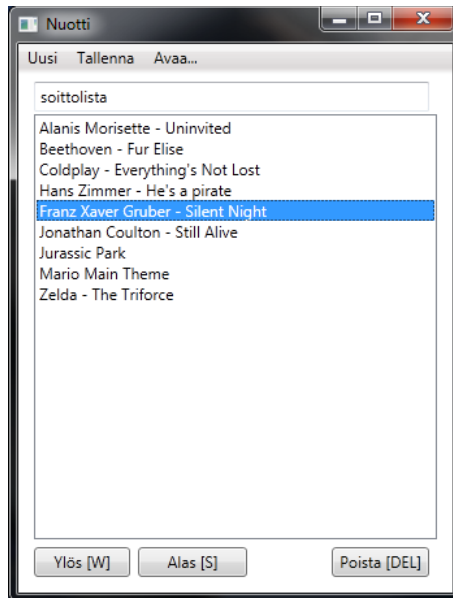 Nuotti
Uusi Tallenna Avaa...
soittolista
Alanis Morisette - Uninvited
Beethoven - Fur Elise
Coldplay - Everything's Not Lost
Hans Zimmer - He's a pirate
Franz Xaver Gruber - Silent Night
Jonathan Coulton - Still Alive
Jurassic Park
Mario Main Theme
Zelda - The Triforce
Ylös [W] Alas [S] Poista [DEL]